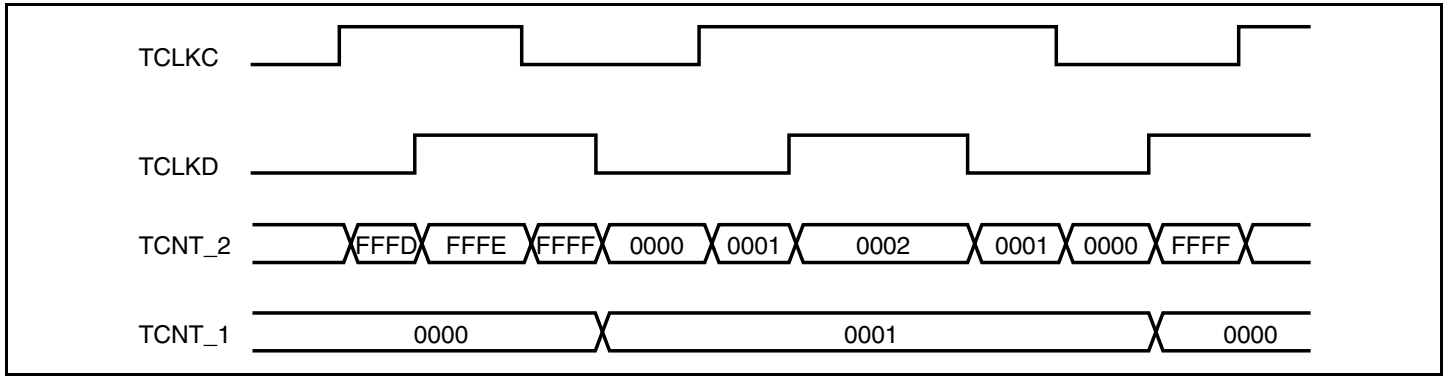 TCLKC
TCLKD
TCNT_2 FFFD FFFE FFFF 0000 0001 0002 0001 0000 FFFF
TCNT_1 0000 0001 0000